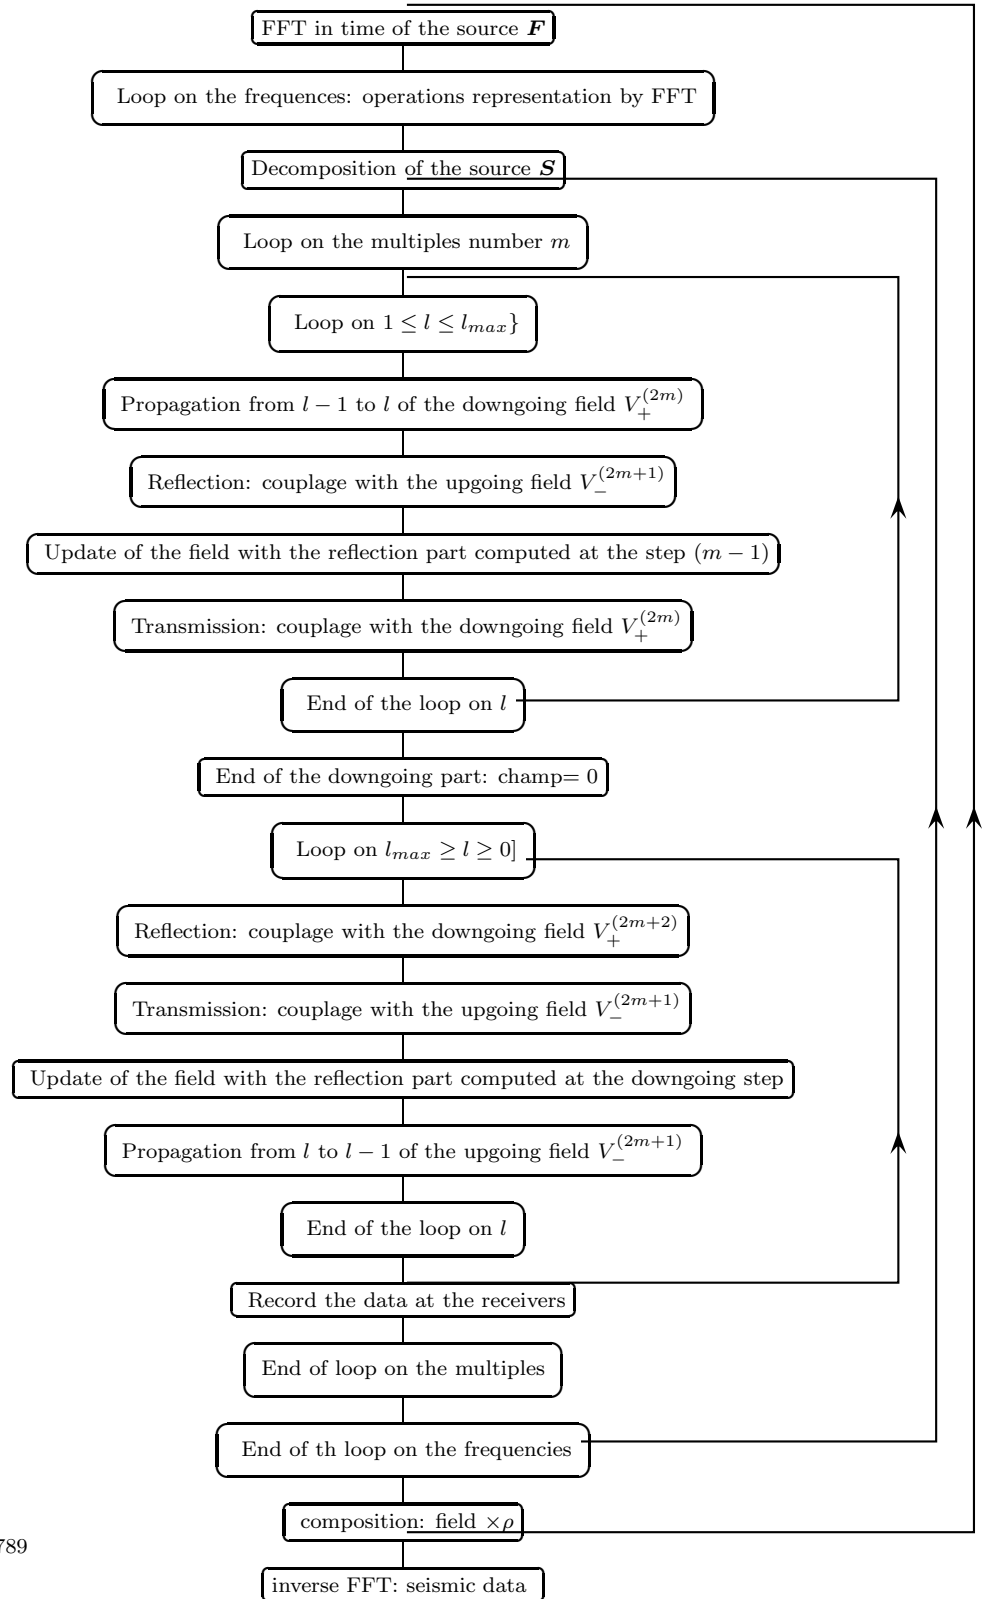 FFT in time of the source F
Loop on the frequences: operations representation by FFT
Decomposition of the source S
Loop on the multiples number m
Loop on 1 ≤ l ≤ l_{max}}
Propagation from l − 1 to l of the downgoing field V_+^{(2m)}
Reflection: couplage with the upgoing field V_−^{(2m+1)}
Update of the field with the reflection part computed at the step (m − 1)
Transmission: couplage with the downgoing field V_+^{(2m)}
End of the loop on l
End of the downgoing part: champ= 0
Loop on l_{max} ≥ l ≥ 0]
Reflection: couplage with the downgoing field V_+^{(2m+2)}
Transmission: couplage with the upgoing field V_−^{(2m+1)}
Update of the field with the reflection part computed at the downgoing step
Propagation from l to l − 1 of the upgoing field V_−^{(2m+1)}
End of the loop on l
Record the data at the receivers
End of loop on the multiples
End of th loop on the frequencies
composition: field ×ρ
789
inverse FFT: seismic data